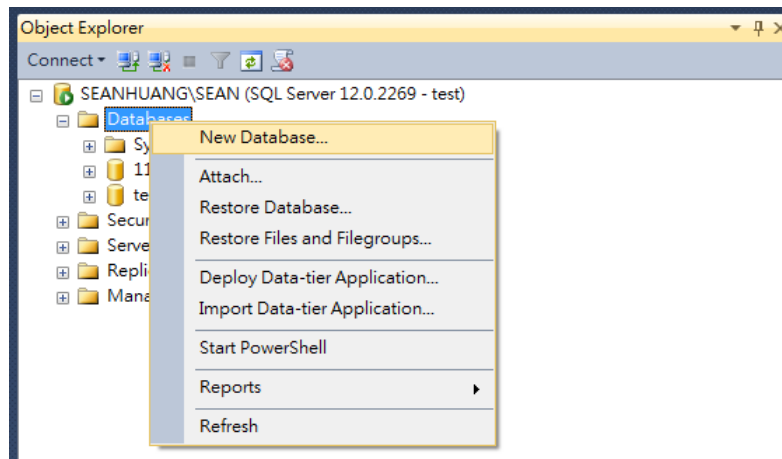 Object Explorer
Connect
SEANHUANG\SEAN (SQL Server 12.0.2269 - test)
Databases
New Database...
Attach...
Restore Database...
Restore Files and Filegroups...
Deploy Data-tier Application...
Import Data-tier Application...
Start PowerShell
Reports
Refresh